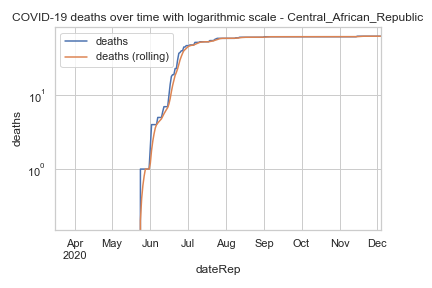 COVID-19 deaths over time with logarithmic scale - Central_African_Republic
deaths
deaths (rolling)
10¹
10⁰
deaths
Apr
2020
May
Jun
Jul
Aug
Sep
Oct
Nov
Dec
dateRep